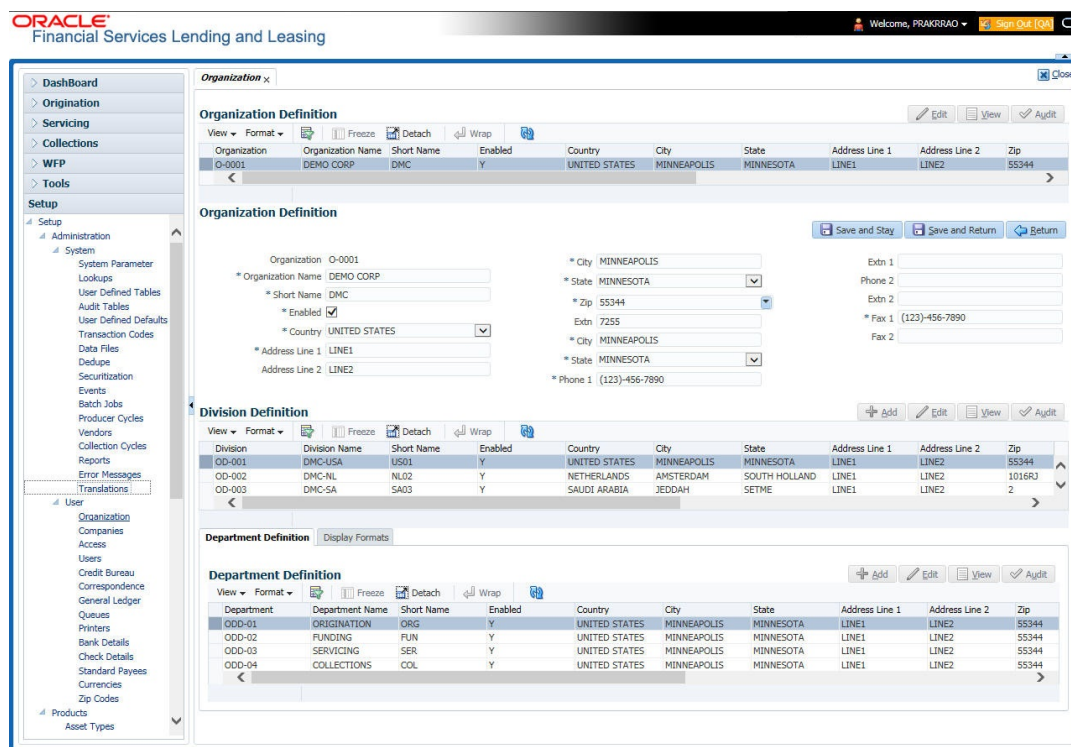 ORACLE
Financial Services Lending and Leasing
Welcome, PRAKRRAO
Sign Out [QA]
DashBoard
Origination
Servicing
Collections
WFP
Tools
Setup
Setup
Administration
System
System Parameter
Lookups
User Defined Tables
Audit Tables
User Defined Defaults
Transaction Codes
Data Files
Dedupe
Securitization
Events
Batch Jobs
Producer Cycles
Vendors
Collection Cycles
Reports
Error Messages
Translations
User
Organization
Companies
Access
Users
Credit Bureau
Correspondence
General Ledger
Queues
Printers
Bank Details
Check Details
Standard Payees
Currencies
Zip Codes
Products
Asset Types
Organization x
Close
Organization Definition
Edit View Audit
View Format Freeze Detach Wrap
Organization Organization Name Short Name Enabled Country City State Address Line 1 Address Line 2 Zip
O-0001 DEMO CORP DMC Y UNITED STATES MINNEAPOLIS MINNESOTA LINE1 LINE2 55344
Organization Definition
Save and Stay Save and Return Return
Organization O-0001
* Organization Name DEMO CORP
* Short Name DMC
* Enabled
* Country UNITED STATES
* Address Line 1 LINE1
Address Line 2 LINE2
* City MINNEAPOLIS
* State MINNESOTA
* Zip 55344
Extn 7255
* City MINNEAPOLIS
* State MINNESOTA
* Phone 1 (123)-456-7890
Extn 1
Phone 2
Extn 2
* Fax 1 (123)-456-7890
Fax 2
Division Definition
Add Edit View Audit
View Format Freeze Detach Wrap
Division Division Name Short Name Enabled Country City State Address Line 1 Address Line 2 Zip
OD-001 DMC-USA US01 Y UNITED STATES MINNEAPOLIS MINNESOTA LINE1 LINE2 55344
OD-002 DMC-NL NL02 Y NETHERLANDS AMSTERDAM SOUTH HOLLAND LINE1 LINE2 1016RJ
OD-003 DMC-SA SA03 Y SAUDI ARABIA JEDDAH SETME LINE1 LINE2 2
Department Definition Display Formats
Department Definition
Add Edit View Audit
View Format Freeze Detach Wrap
Department Department Name Short Name Enabled Country City State Address Line 1 Address Line 2 Zip
ODD-01 ORIGINATION ORG Y UNITED STATES MINNEAPOLIS MINNESOTA LINE1 LINE2 55344
ODD-02 FUNDING FUN Y UNITED STATES MINNEAPOLIS MINNESOTA LINE1 LINE2 55344
ODD-03 SERVICING SER Y UNITED STATES MINNEAPOLIS MINNESOTA LINE1 LINE2 55344
ODD-04 COLLECTIONS COL Y UNITED STATES MINNEAPOLIS MINNESOTA LINE1 LINE2 55344